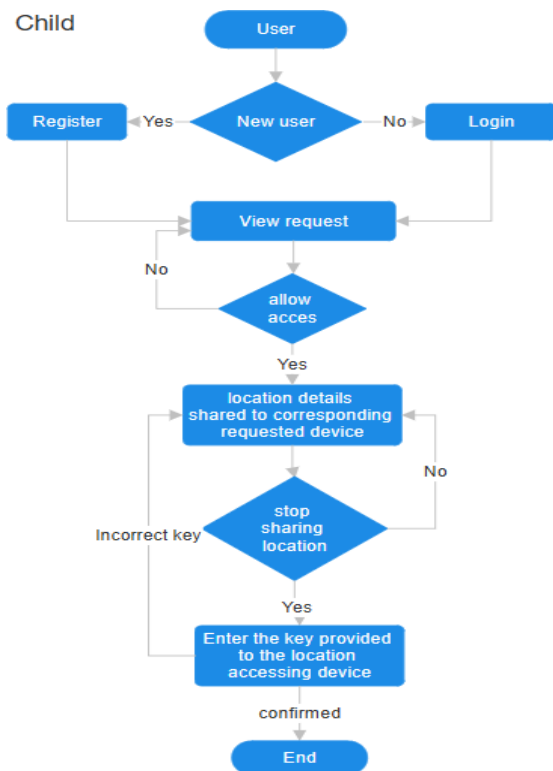 Child
User
Register
Yes
New user
No
Login
View request
No
allow
acces
Yes
location details
shared to corresponding
requested device
No
stop
sharing
location
Incorrect key
Yes
Enter the key provided
to the location
accessing device
confirmed
End